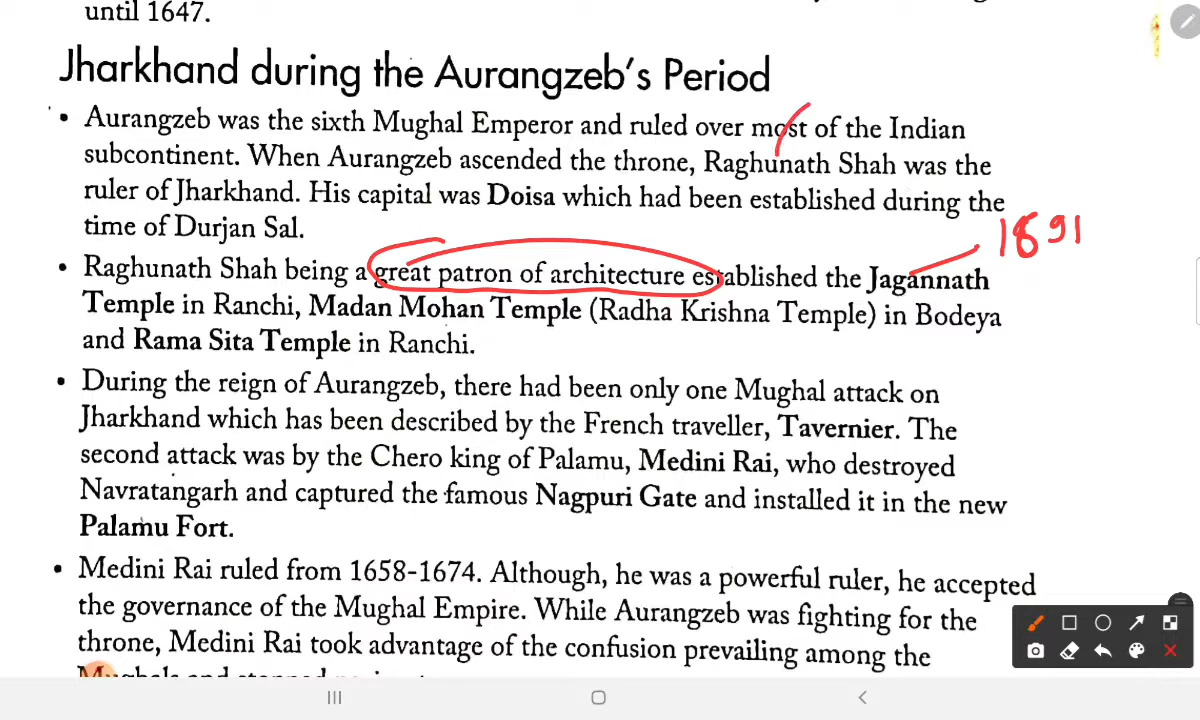 until 1647.
Jharkhand during the Aurangzeb's Period
• Aurangzeb was the sixth Mughal Emperor and ruled over most of the Indian
subcontinent. When Aurangzeb ascended the throne, Raghunath Shah was the
ruler of Jharkhand. His capital was Doisa which had been established during the
time of Durjan Sal.
1891
• Raghunath Shah being a great patron of architecture established the Jagannath
Temple in Ranchi, Madan Mohan Temple (Radha Krishna Temple) in Bodeya
and Rama Sita Temple in Ranchi.
• During the reign of Aurangzeb, there had been only one Mughal attack on
Jharkhand which has been described by the French traveller, Tavernier. The
second attack was by the Chero king of Palamu, Medini Rai, who destroyed
Navratangarh and captured the famous Nagpuri Gate and installed it in the new
Palamu Fort.
• Medini Rai ruled from 1658-1674. Although, he was a powerful ruler, he accepted
the governance of the Mughal Empire. While Aurangzeb was fighting for the
throne, Medini Rai took advantage of the confusion prevailing among the